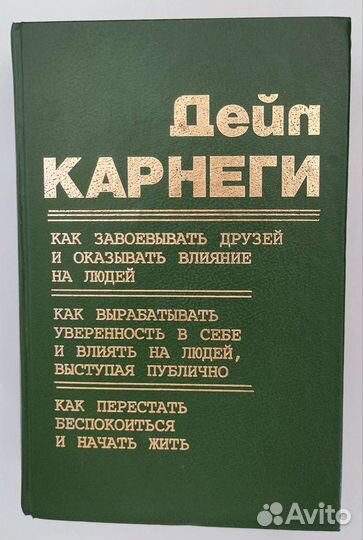 Дейл
КАРНЕГИ
КАК ЗАВОЕВЫВАТЬ ДРУЗЕЙ
И ОКАЗЫВАТЬ ВЛИЯНИЕ
НА ЛЮДЕЙ
КАК ВЫРАБАТЫВАТЬ
УВЕРЕННОСТЬ В СЕБЕ
И ВЛИЯТЬ НА ЛЮДЕЙ,
ВЫСТУПАЯ ПУБЛИЧНО
КАК ПЕРЕСТАТЬ
БЕСПОКОИТЬСЯ
И НАЧАТЬ ЖИТЬ
Avito